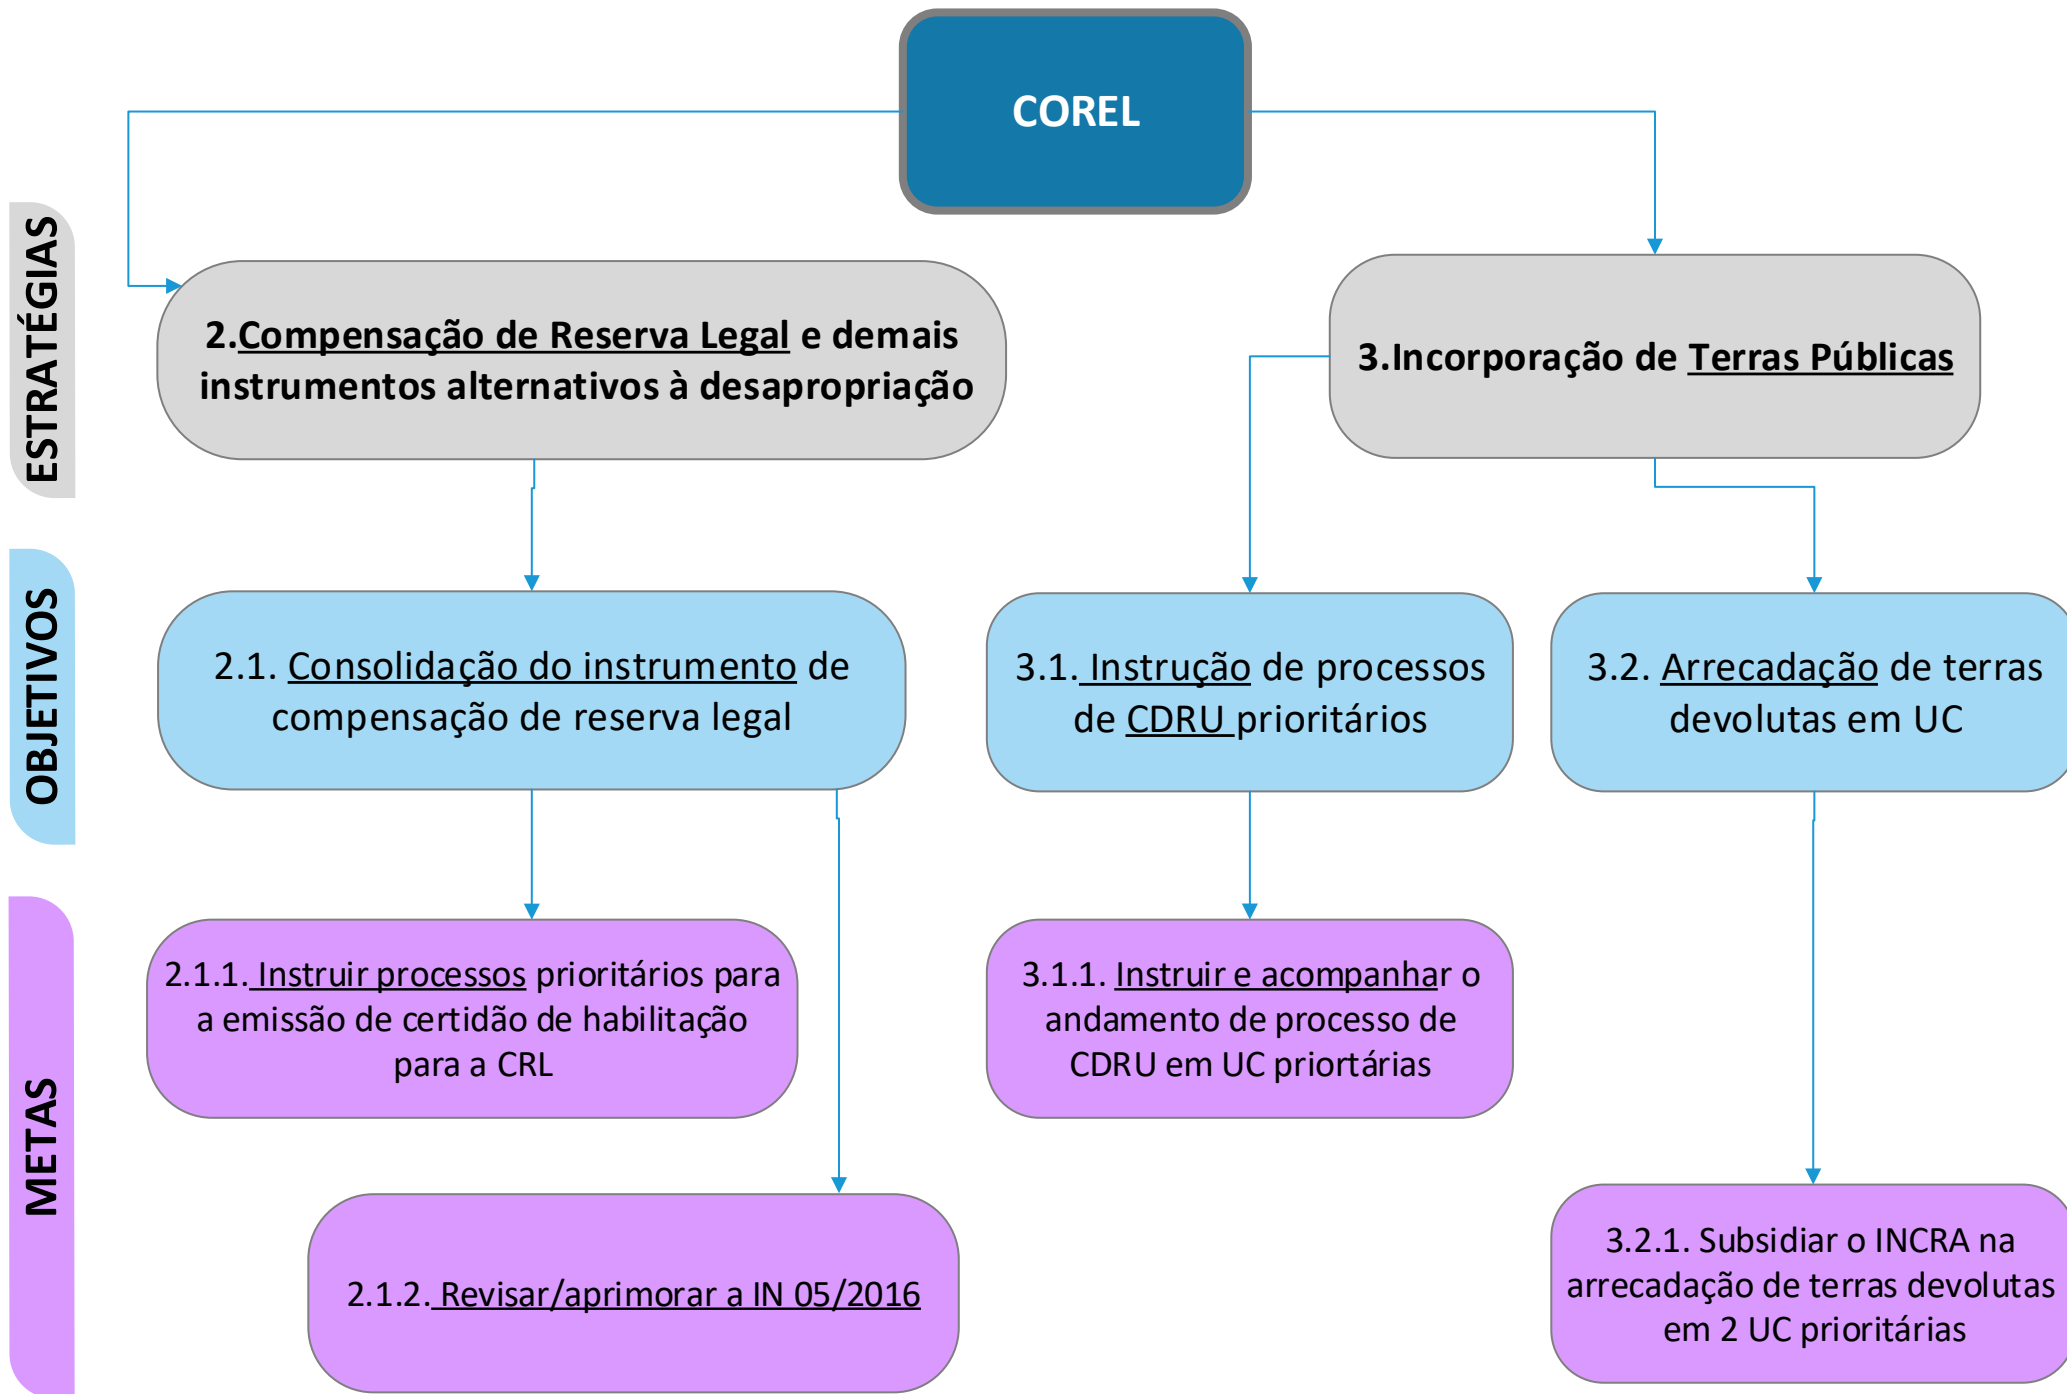 COREL
ESTRATÉGIAS
2.Compensação de Reserva Legal e demais
instrumentos alternativos à desapropriação
3.Incorporação de Terras Públicas
OBJETIVOS
2.1. Consolidação do instrumento de
compensação de reserva legal
3.1. Instrução de processos
de CDRU prioritários
3.2. Arrecadação de terras
devolutas em UC
METAS
2.1.1. Instruir processos prioritários para
a emissão de certidão de habilitação
para a CRL
3.1.1. Instruir e acompanhar o
andamento de processo de
CDRU em UC priortárias
2.1.2. Revisar/aprimorar a IN 05/2016
3.2.1. Subsidiar o INCRA na
arrecadação de terras devolutas
em 2 UC prioritárias